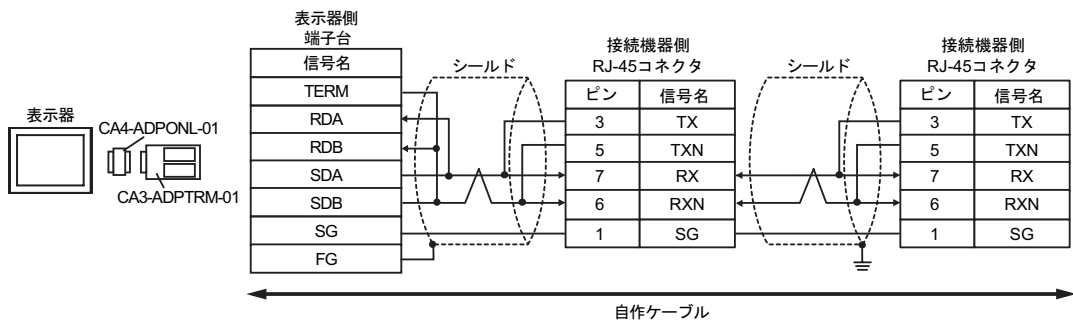 表示器
CA4-ADPONL-01
CA3-ADPTRM-01
表示器側
端子台
信号名
TERM
RDA
RDB
SDA
SDB
SG
FG
シールド
接続機器側
RJ-45コネクタ
ピン 信号名
3 TX
5 TXN
7 RX
6 RXN
1 SG
シールド
接続機器側
RJ-45コネクタ
ピン 信号名
3 TX
5 TXN
7 RX
6 RXN
1 SG
自作ケーブル